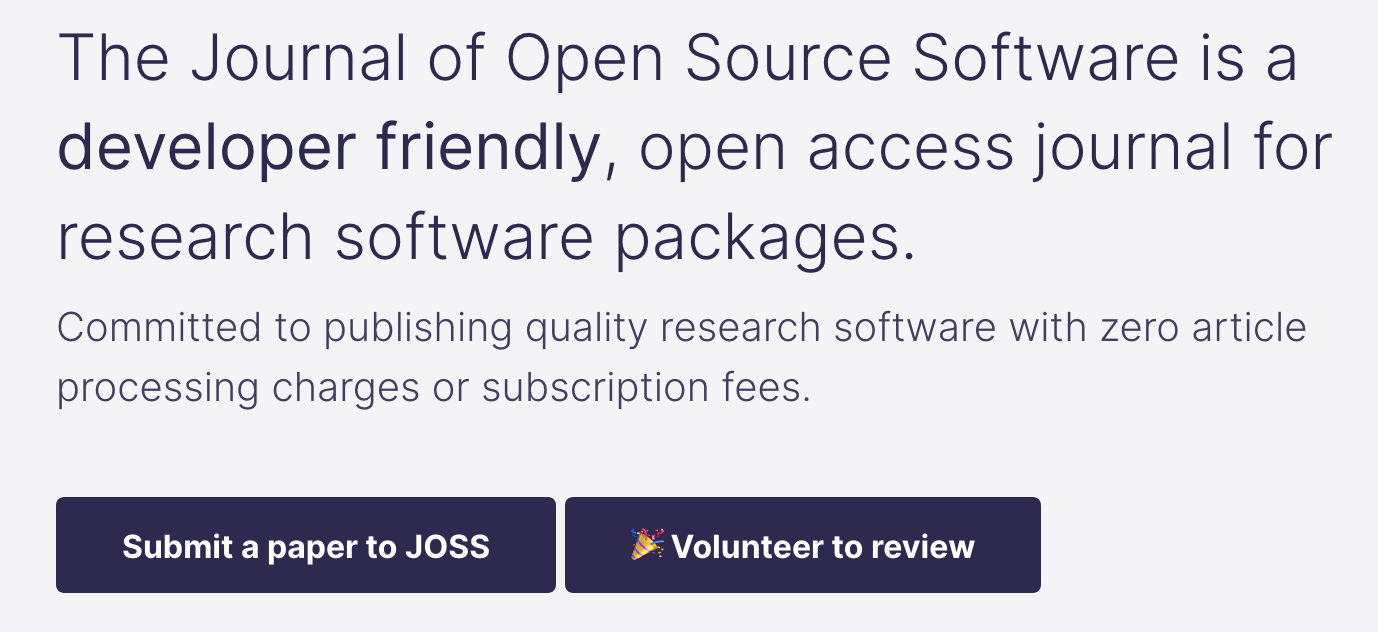 The Journal of Open Source Software is a
developer friendly, open access journal for
research software packages.
Committed to publishing quality research software with zero article
processing charges or subscription fees.
Submit a paper to JOSS
🎉 Volunteer to review